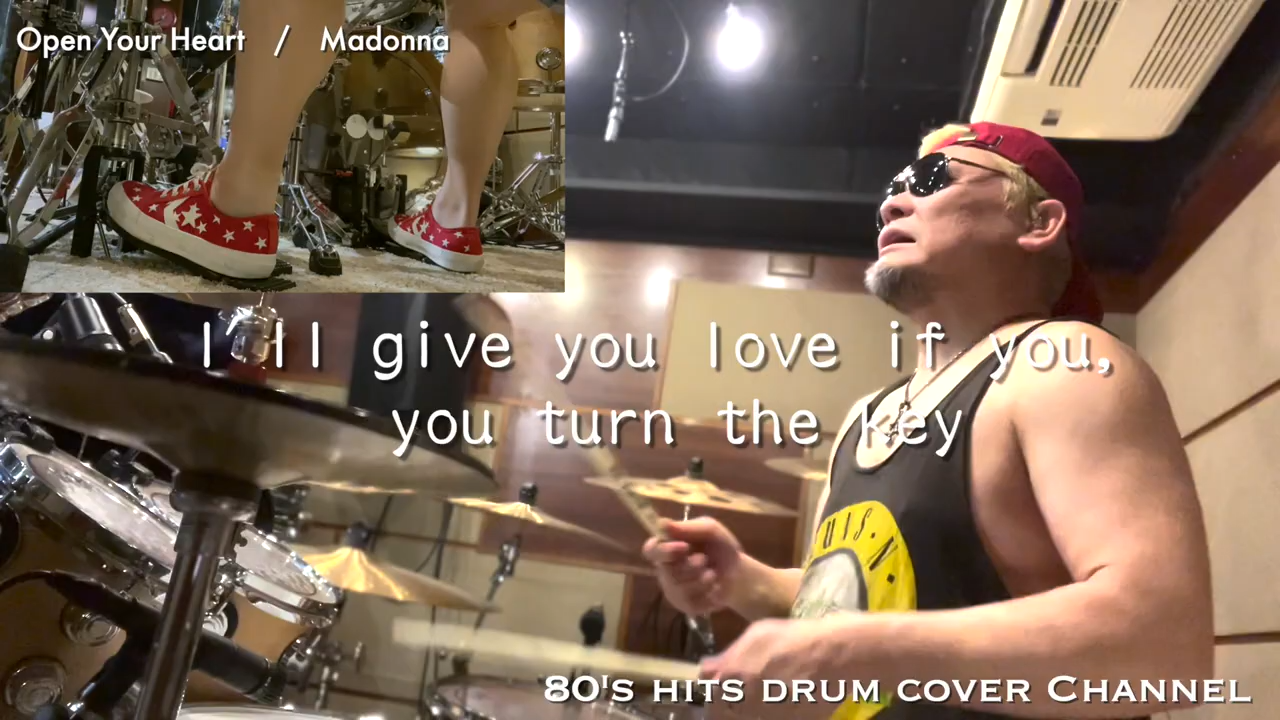 Open Your Heart / Madonna
I'll give you love if you,
you turn the key
80's hits drum cover Channel